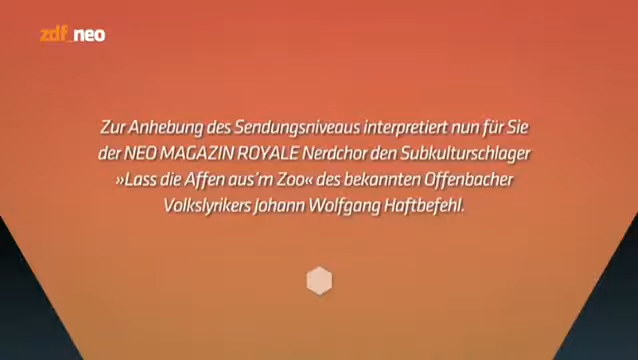 zdf_neo
Zur Anhebung des Sendungsniveaus interpretiert nun für Sie
der NEO MAGAZIN ROYALE Nerdchor den Subkulturschlager
»Lass die Affen aus'm Zoo« des bekannten Offenbacher
Volkslyrikers Johann Wolfgang Haftbefehl.